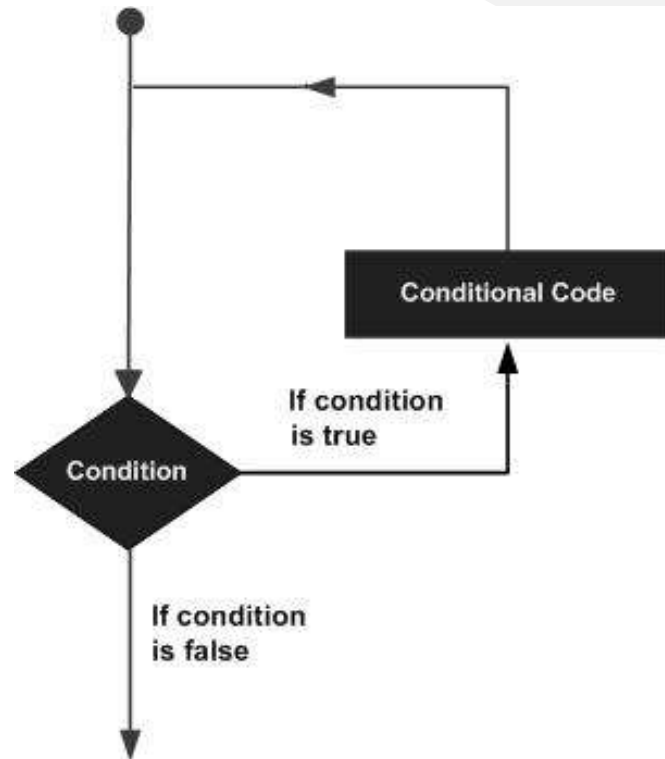 Conditional Code
If condition
is true
Condition
If condition
is false